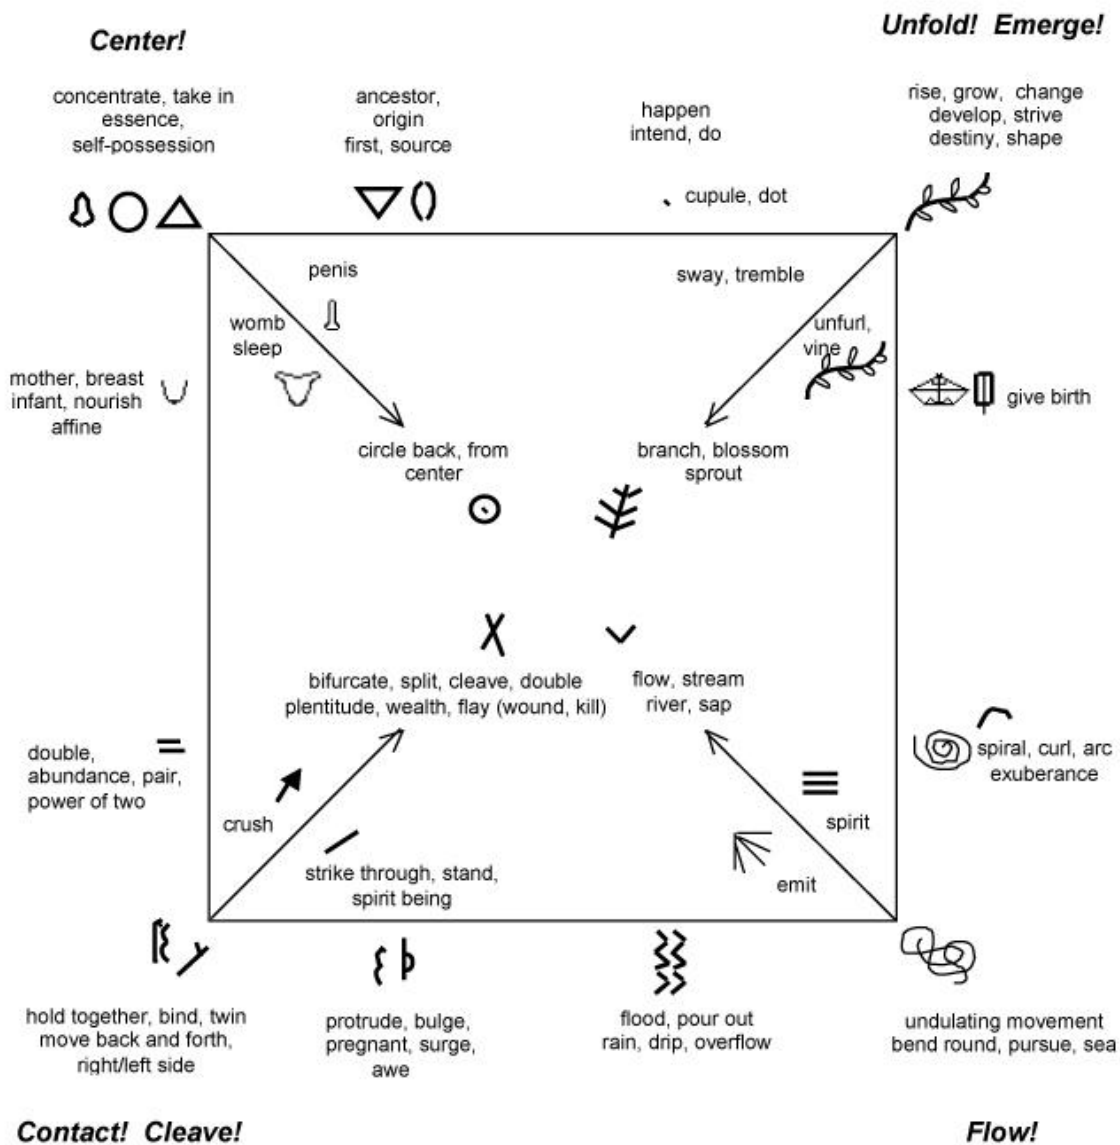 Center!
Unfold!  Emerge!
concentrate, take in
essence,
self-possession
ancestor,
origin
first, source
happen
intend, do
rise, grow,  change
develop, strive
destiny, shape
cupule, dot
penis
sway, tremble
womb
sleep
unfurl,
vine
mother, breast
infant, nourish
affine
give birth
circle back, from
center
branch, blossom
sprout
bifurcate, split, cleave, double
plentitude, wealth, flay (wound, kill)
flow, stream
river, sap
double,
abundance, pair,
power of two
spiral, curl, arc
exuberance
crush
spirit
strike through, stand,
spirit being
emit
hold together, bind, twin
move back and forth,
right/left side
protrude, bulge,
pregnant, surge,
awe
flood, pour out
rain, drip, overflow
undulating movement
bend round, pursue, sea
Contact!  Cleave!
Flow!